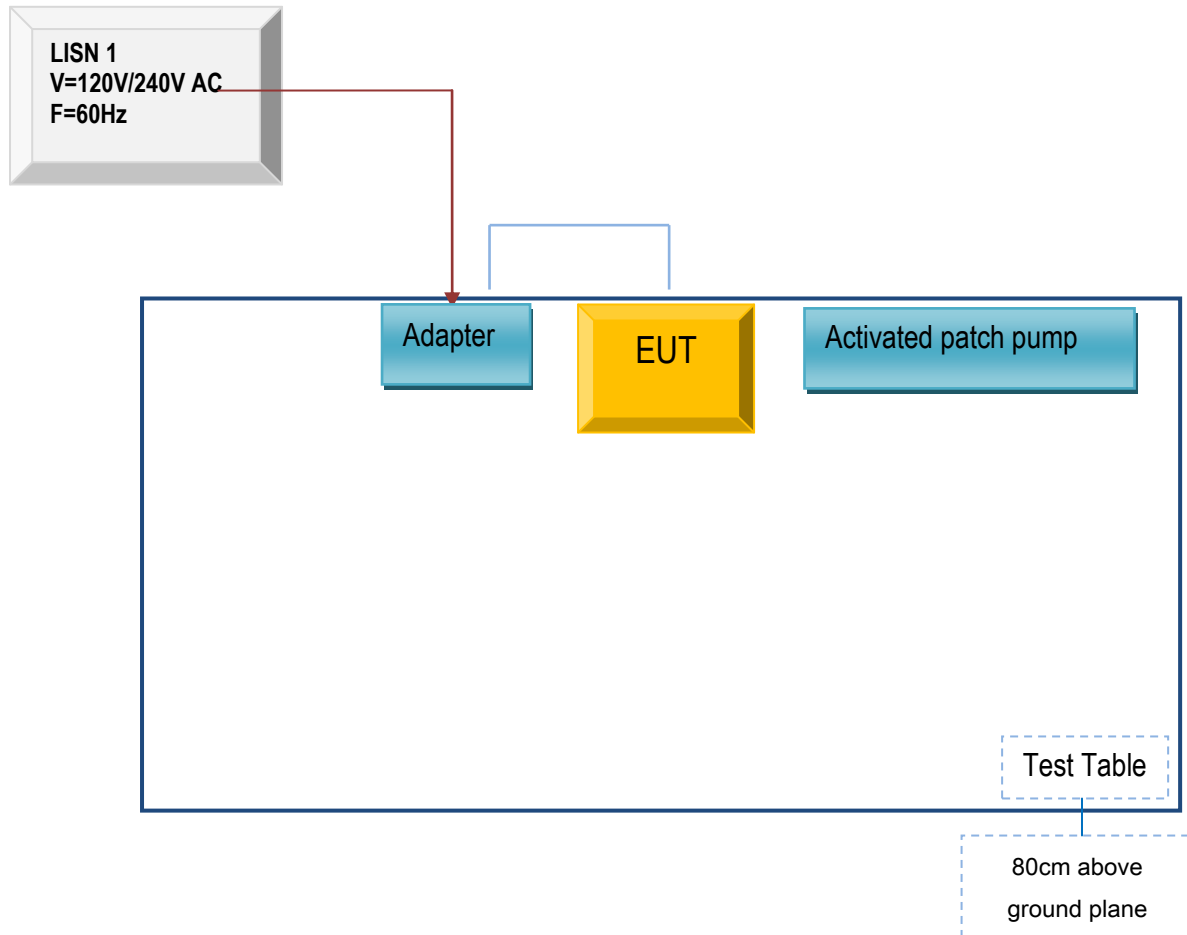 LISN 1
V=120V/240V AC
F=60Hz
Adapter
EUT
Activated patch pump
Test Table
80cm above
ground plane